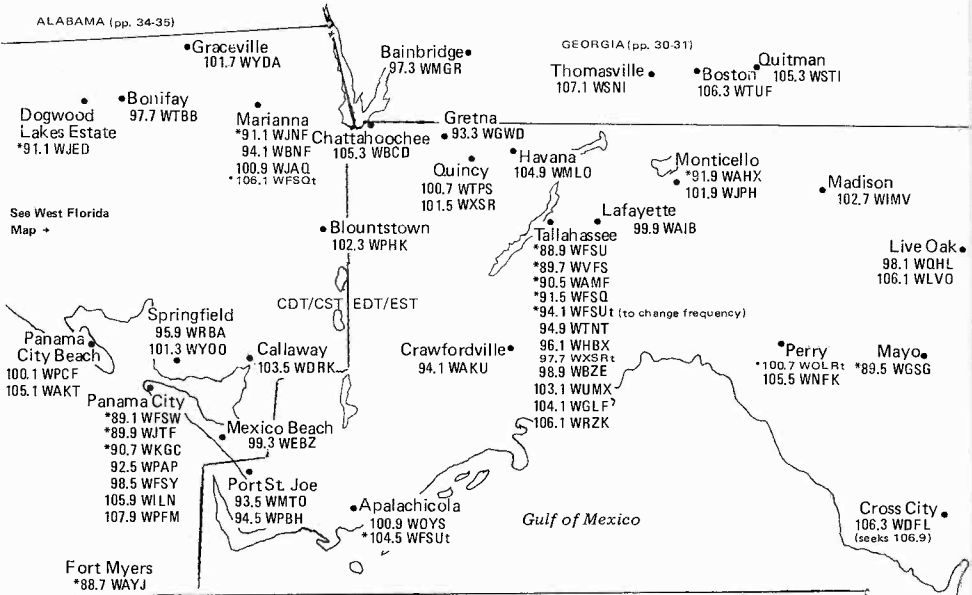 ALABAMA (pp. 34-35)
Graceville
101.7 WYDA
Bainbridge
97.3 WMGR
GEORGIA (pp. 30-31)
Thomasville
107.1 WSNI
Boston
106.3 WTUF
Quitman
105.3 WSTI
Dogwood
Lakes Estate
*91.1 WJED
Bonifay
97.7 WTBB
Marianna
*91.1 WJNF
94.1 WBNF
100.9 WJAQ
*106.1 WFSQt
Chattahoochee
105.3 WBCD
Gretna
93.3 WGWD
Quincy
100.7 WTPS
101.5 WXSR
Havana
104.9 WMLO
Monticello
*91.9 WAHX
101.9 WJPH
Madison
102.7 WIMV
See West Florida
Map →
Blountstown
102.3 WPHK
Lafayette
99.9 WAIB
Tallahassee
*88.9 WFSU
*89.7 WVFS
*90.5 WAMF
*91.5 WFSQ
*94.1 WFSUt (to change frequency)
94.9 WTNT
96.1 WHBX
97.7 WXSRt
98.9 WBZE
103.1 WUMX
104.1 WGLF
106.1 WRZK
Live Oak
98.1 WQHL
106.1 WLVO
CDT/CST EDT/EST
Springfield
95.9 WRBA
101.3 WYOO
Panama
City Beach
100.1 WPCF
105.1 WAKT
Callaway
103.5 WDRK
Crawfordville
94.1 WAKU
Perry
*100.7 WOLRt
105.5 WNFK
Mayo
*89.5 WGSG
Panama City
*89.1 WFSW
*89.9 WJTF
*90.7 WKGC
92.5 WPAP
98.5 WFSY
105.9 WILN
107.9 WPFM
Mexico Beach
99.3 WEBZ
Port St. Joe
93.5 WMTO
94.5 WPBH
Apalachicola
100.9 WOYS
*104.5 WFSUt
Gulf of Mexico
Cross City
106.3 WDFL
(seeks 106.9)
Fort Myers
*88.7 WAYJ